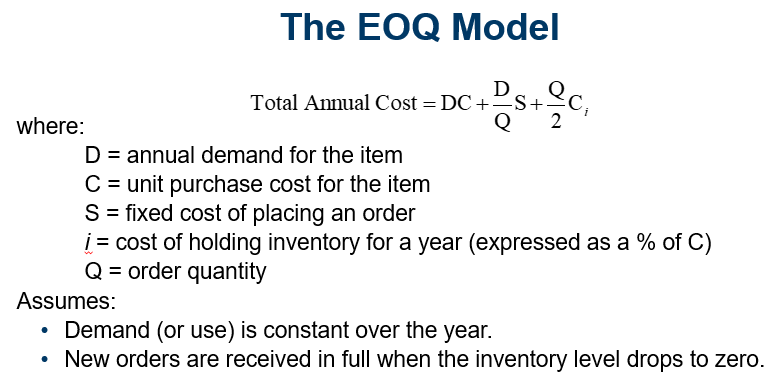 The EOQ Model
Total Annual Cost = DC + D/Q S + Q/2 C i
where:
D = annual demand for the item
C = unit purchase cost for the item
S = fixed cost of placing an order
i = cost of holding inventory for a year (expressed as a % of C)
Q = order quantity
Assumes:
• Demand (or use) is constant over the year.
• New orders are received in full when the inventory level drops to zero.